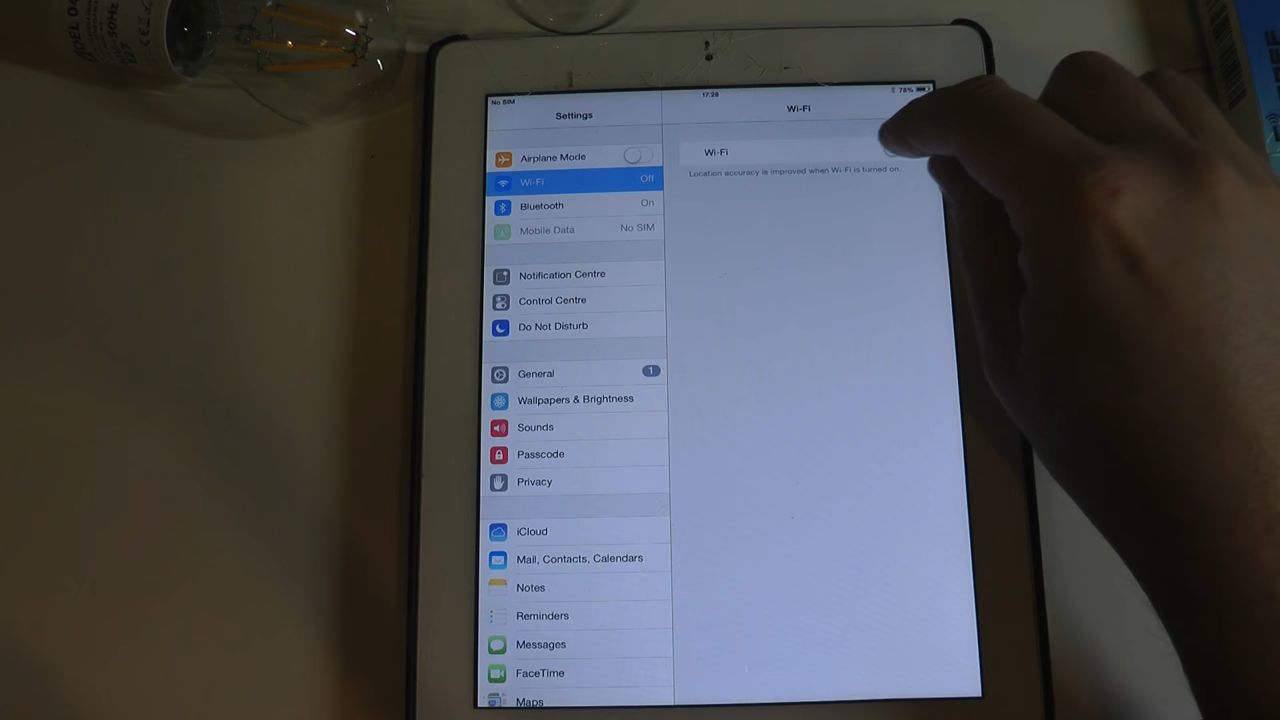 No SIM
17:28
78%
Settings
Wi-Fi
Airplane Mode
Wi-Fi Off
Bluetooth On
Mobile Data No SIM
Notification Centre
Control Centre
Do Not Disturb
General 1
Wallpapers & Brightness
Sounds
Passcode
Privacy
iCloud
Mail, Contacts, Calendars
Notes
Reminders
Messages
FaceTime
Maps
Wi-Fi
Location accuracy is improved when Wi-Fi is turned on.
E27
CE